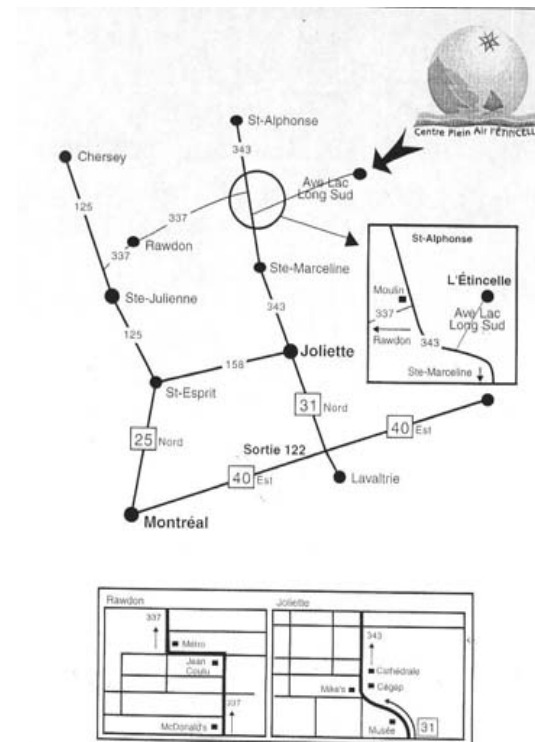 Centre Plein Air l'ÉTINCELLE
St-Alphonse
343
Chersey
Ave Lac
Long Sud
125
337
337
Rawdon
Ste-Marceline
Ste-Julienne
343
125
158
Joliette
St-Esprit
31 Nord
25 Nord
Sortie 122
40 Est
40 Est
Lavaltrie
Montréal
St-Alphonse
L'Étincelle
Moulin
337
Ave Lac
Long Sud
Rawdon
343
Ste-Marceline
Rawdon
337
Métro
Jean
Coutu
337
McDonald's
Joliette
343
Cathédrale
Cégep
Mike's
Musée
31